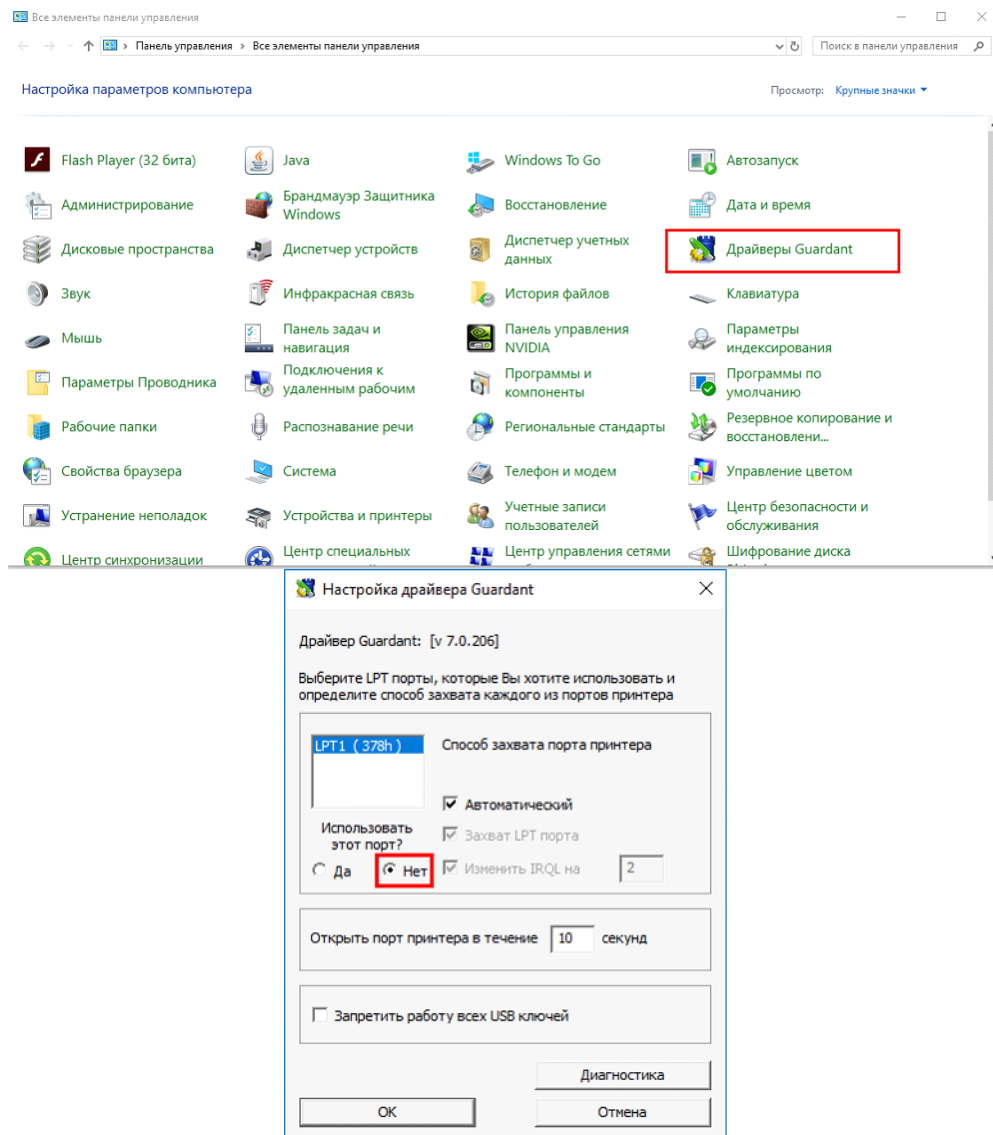 Все элементы панели управления
Панель управления > Все элементы панели управления
Поиск в панели управления
Настройка параметров компьютера
Просмотр: Крупные значки
Flash Player (32 бита)
Java
Windows To Go
Автозапуск
Администрирование
Брандмауэр Защитника
Windows
Восстановление
Дата и время
Дисковые пространства
Диспетчер устройств
Диспетчер учетных
данных
Драйверы Guardant
Звук
Инфракрасная связь
История файлов
Клавиатура
Мышь
Панель задач и
навигация
Панель управления
NVIDIA
Параметры
индексирования
Параметры Проводника
Подключения к
удаленным рабочим
Программы и
компоненты
Программы по
умолчанию
Рабочие папки
Распознавание речи
Региональные стандарты
Резервное копирование и
восстановлени...
Свойства браузера
Система
Телефон и модем
Управление цветом
Устранение неполадок
Устройства и принтеры
Учетные записи
пользователей
Центр безопасности и
обслуживания
Центр синхронизации
Центр специальных
Центр управления сетями
Шифрование диска
Настройка драйвера Guardant
Драйвер Guardant: [v 7.0.206]
Выберите LPT порты, которые Вы хотите использовать и
определите способ захвата каждого из портов принтера
LPT1 ( 378h )
Способ захвата порта принтера
Автоматический
Использовать
этот порт?
Захват LPT порта
Да
Нет
Изменить IRQL на
2
Открыть порт принтера в течение 10 секунд
Запретить работу всех USB ключей
Диагностика
OK
Отмена